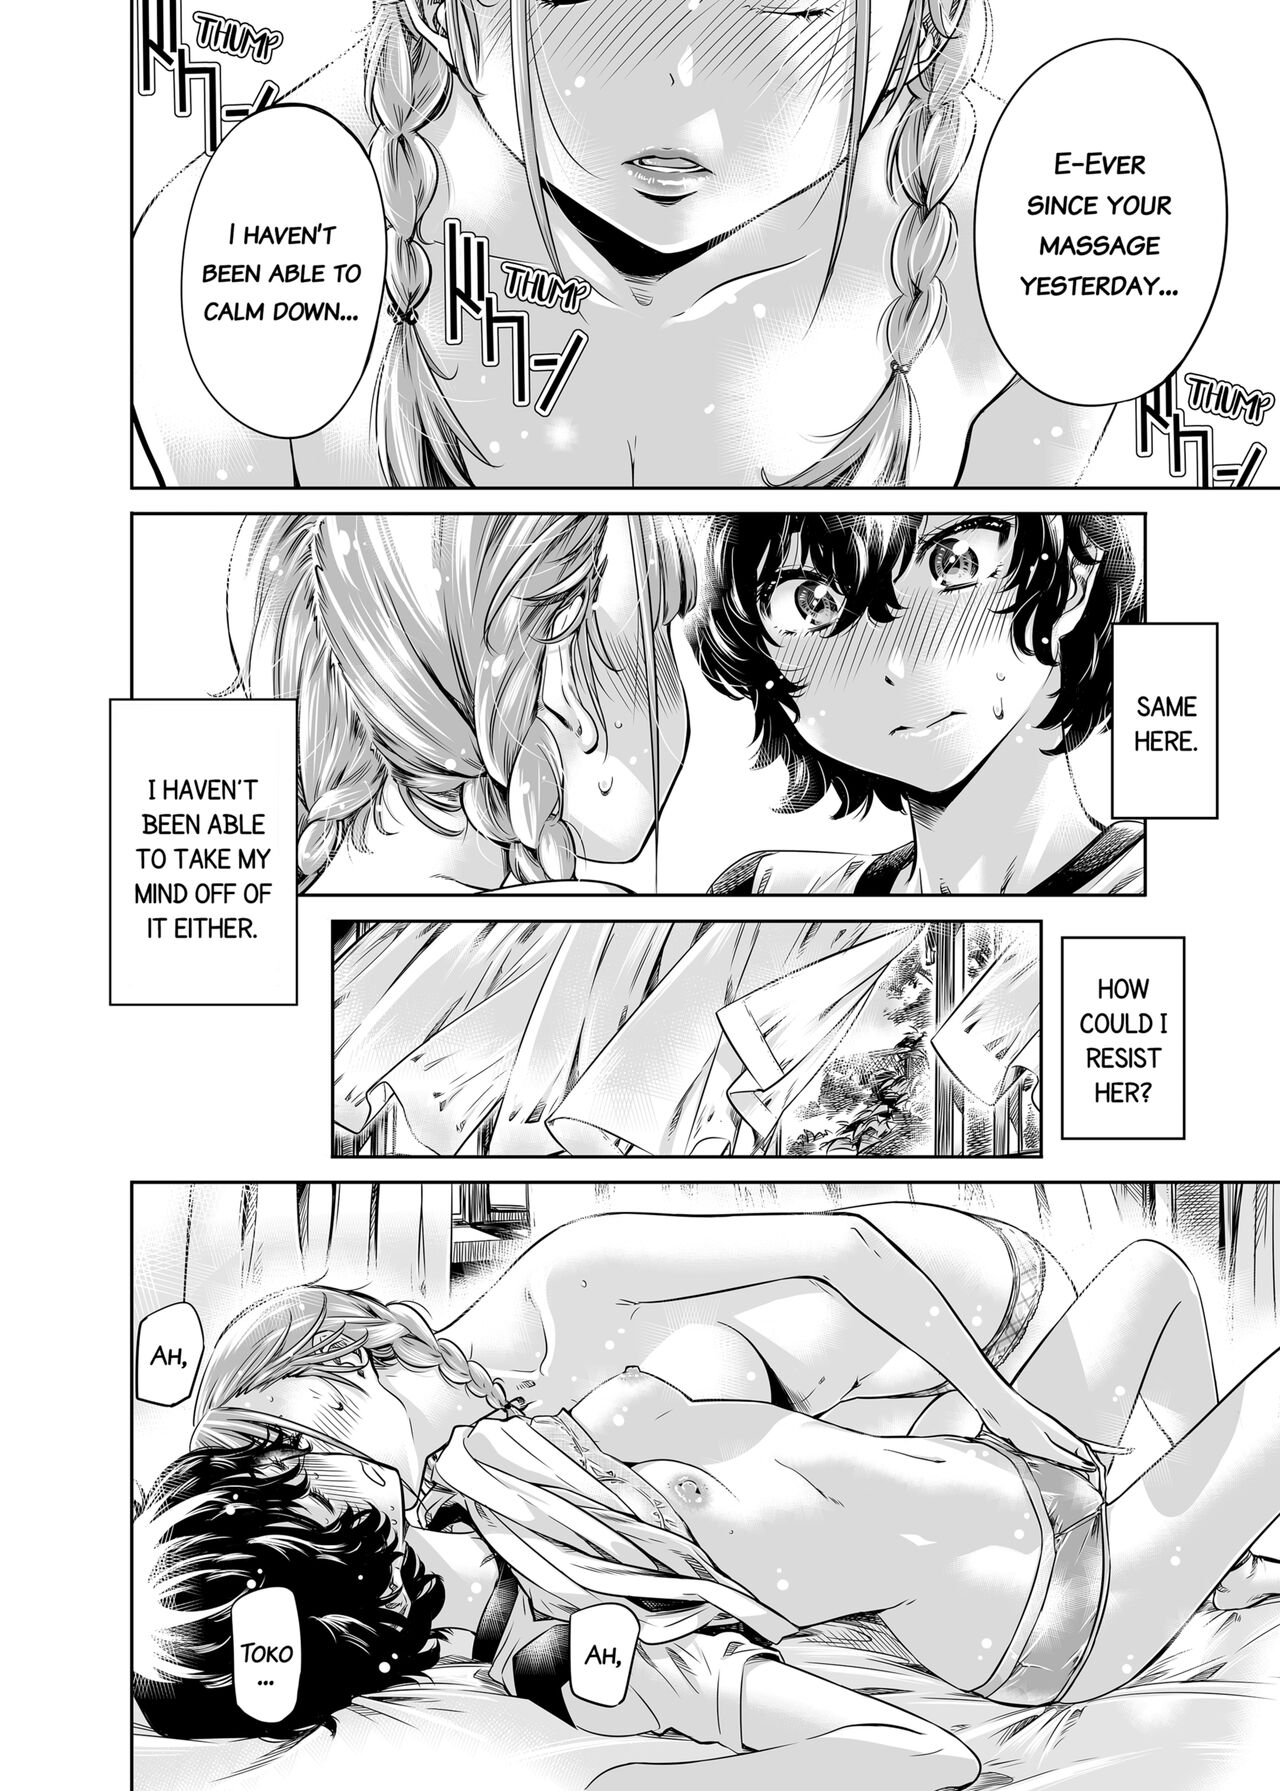 E-EVER
SINCE YOUR
MASSAGE
YESTERDAY...
THUMP
ドクン
I HAVEN'T
BEEN ABLE TO
CALM DOWN...
THUMP
ドクン
THUMP
ドクン
SAME
HERE.
I HAVEN'T
BEEN ABLE
TO TAKE MY
MIND OFF OF
IT EITHER.
HOW
COULD I
RESIST
HER?
AH,
AH,
TOKO
...